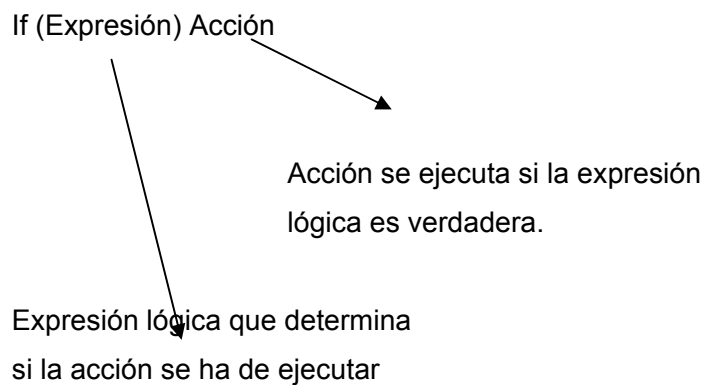 If (Expresión) Acción
Acción se ejecuta si la expresión
lógica es verdadera.
Expresión lógica que determina
si la acción se ha de ejecutar